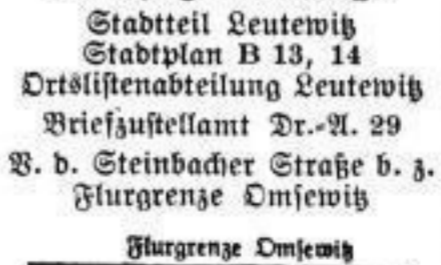 Stadtteil Leutewitz
Stadtplan B 13, 14
Ortslistenabteilung Leutewitz
Briefzustellamt Dr.-A. 29
V. d. Steinbacher Straße b. z.
Flurgrenze Omsewitz
Flurgrenze Omsewitz